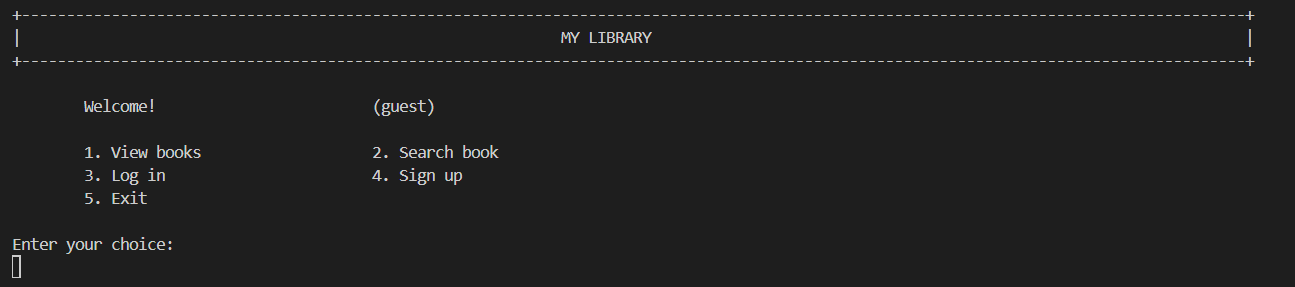 MY LIBRARY
Welcome! (guest)
1. View books 2. Search book
3. Log in 4. Sign up
5. Exit
Enter your choice: